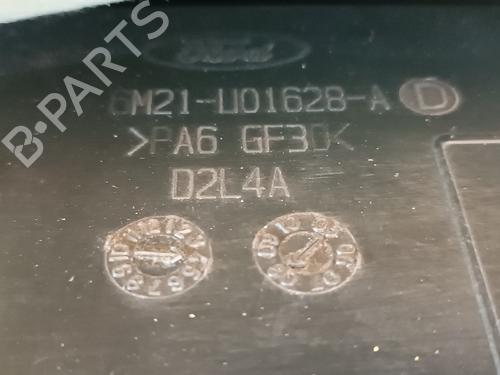 Ford
6M21-U01628-A D
>PA6 GF30<
D2L4A
B-PARTS